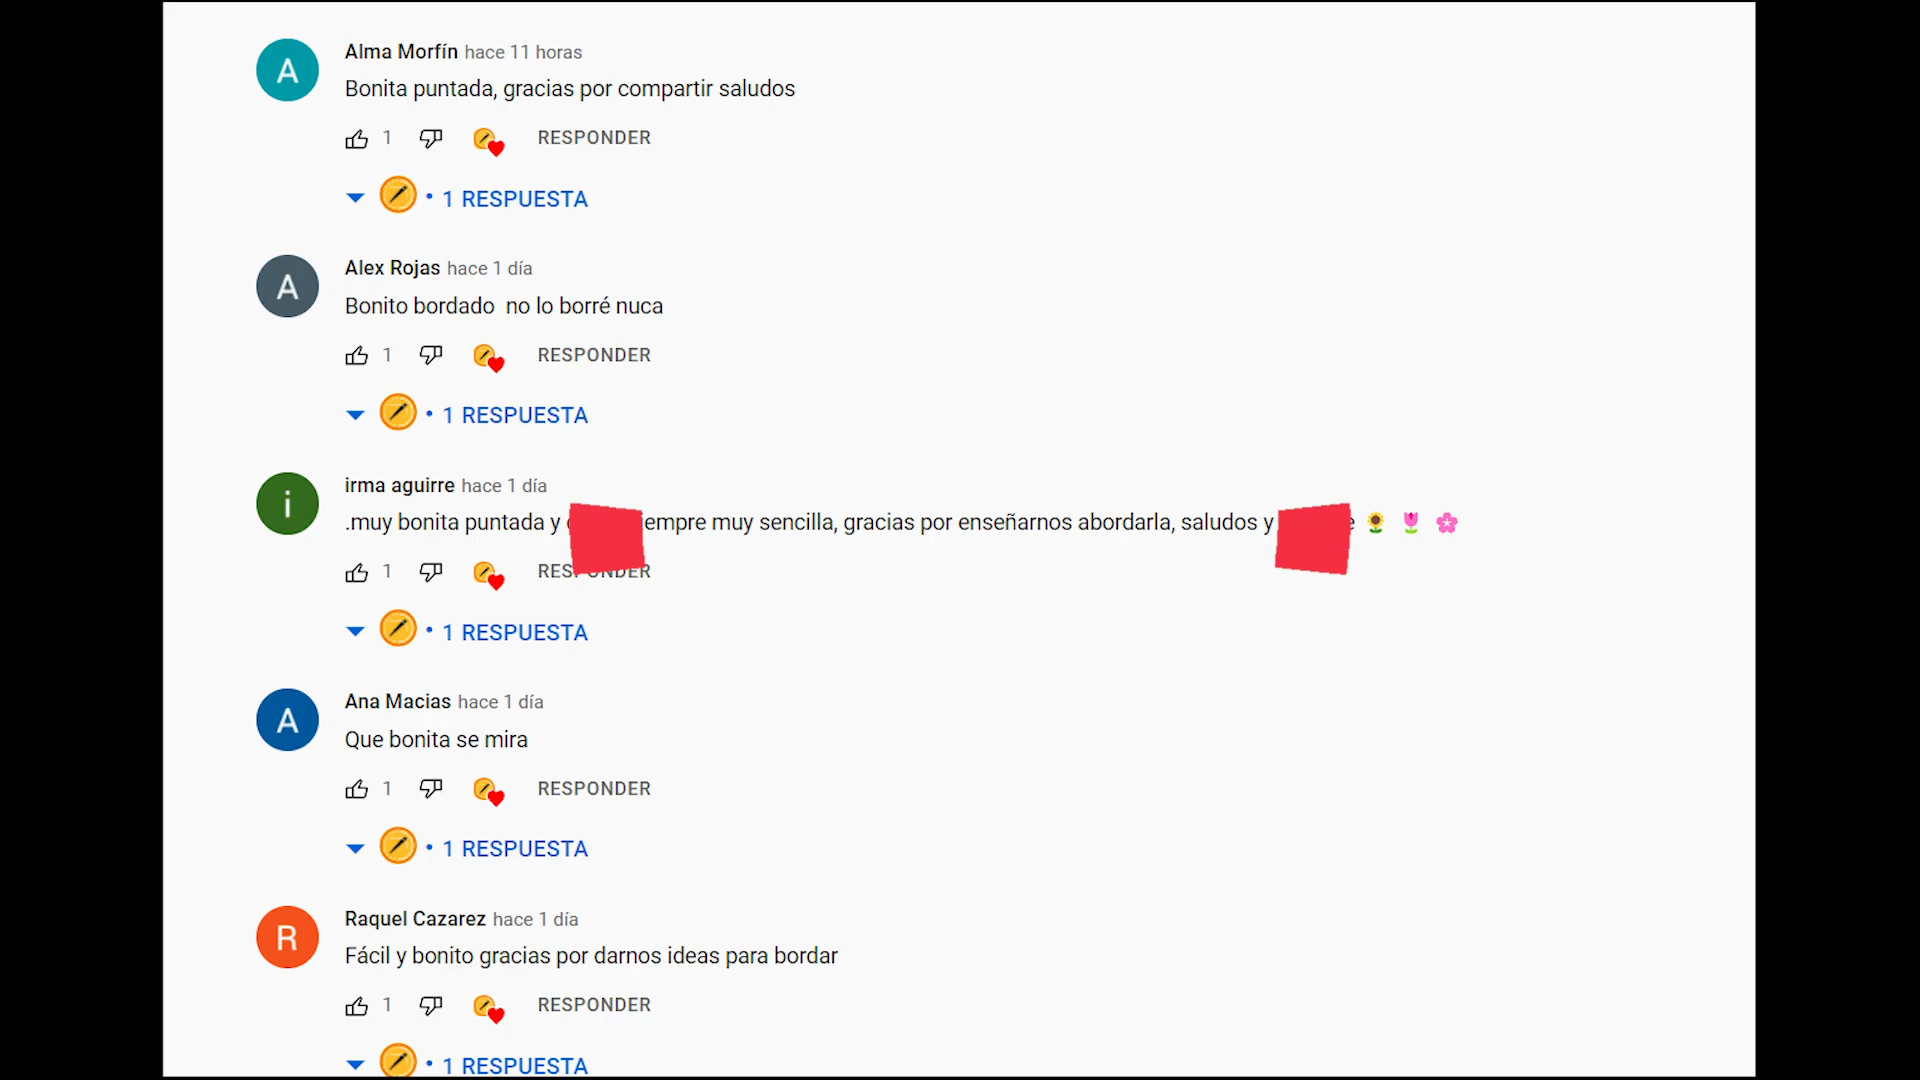 A
Alma Morfín hace 11 horas
Bonita puntada, gracias por compartir saludos
1 RESPONDER
• 1 RESPUESTA
A
Alex Rojas hace 1 día
Bonito bordado no lo borré nuca
1 RESPONDER
• 1 RESPUESTA
i
irma aguirre hace 1 día
.muy bonita puntada y muy sencilla, gracias por enseñarnos abordarla, saludos y 🌻 🌷 🌸
1 RESPONDER
• 1 RESPUESTA
A
Ana Macias hace 1 día
Que bonita se mira
1 RESPONDER
• 1 RESPUESTA
R
Raquel Cazarez hace 1 día
Fácil y bonito gracias por darnos ideas para bordar
1 RESPONDER
• 1 RESPUESTA